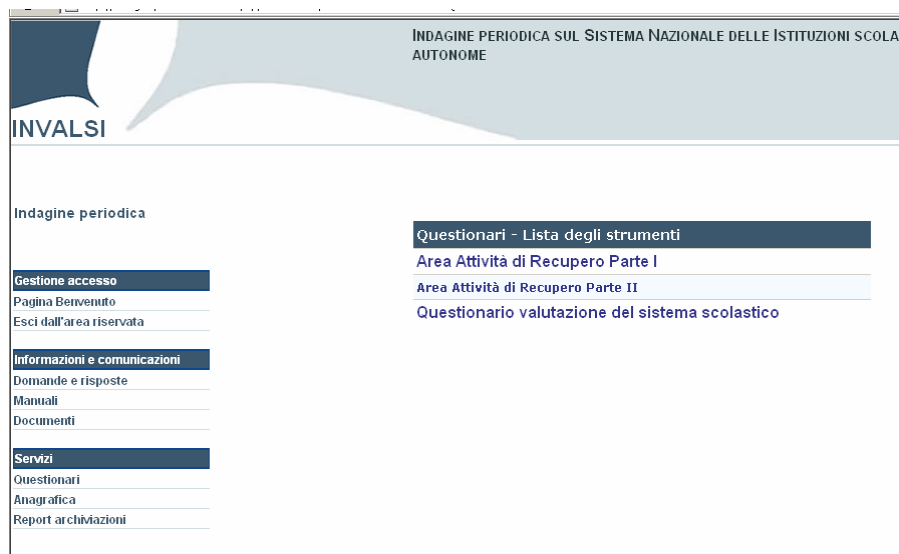 INDAGINE PERIODICA SUL SISTEMA NAZIONALE DELLE ISTITUZIONI SCOLA
AUTONOME
INVALSI
Indagine periodica
Gestione accesso
Pagina Benvenuto
Esci dall'area riservata
Informazioni e comunicazioni
Domande e risposte
Manuali
Documenti
Servizi
Questionari
Anagrafica
Report archiviazioni
Questionari - Lista degli strumenti
Area Attività di Recupero Parte I
Area Attività di Recupero Parte II
Questionario valutazione del sistema scolastico